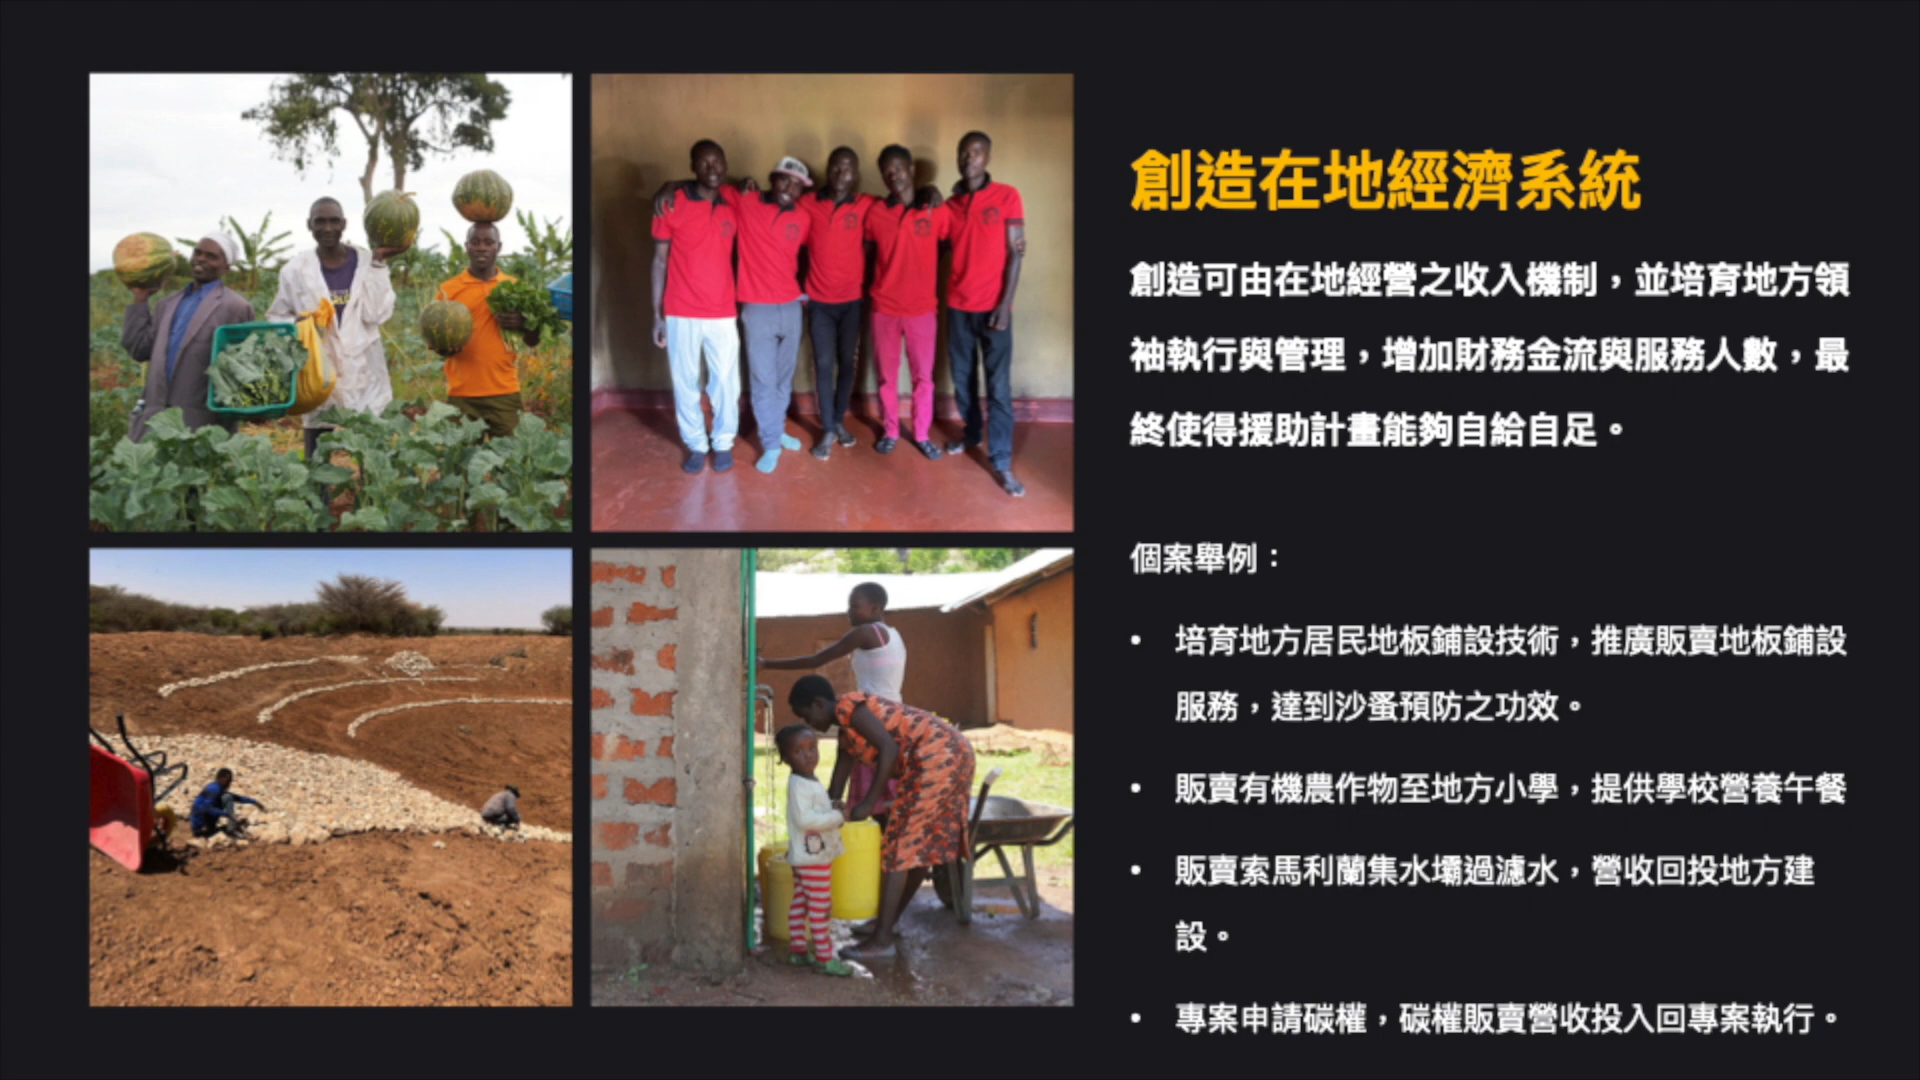 創造在地經濟系統
創造可由在地經營之收入機制，並培育地方領
袖執行與管理，增加財務金流與服務人數，最
終使得援助計畫能夠自給自足。
個案舉例：
• 培育地方居民地板鋪設技術，推廣販賣地板鋪設
服務，達到沙蚤預防之功效。
• 販賣有機農作物至地方小學，提供學校營養午餐
• 販賣索馬利蘭集水壩過濾水，營收回投地方建
設。
• 專案申請碳權，碳權販賣營收投入回專案執行。